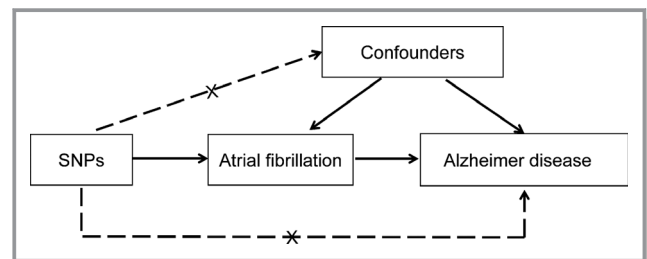 Confounders
X
SNPs
Atrial fibrillation
Alzheimer disease
X